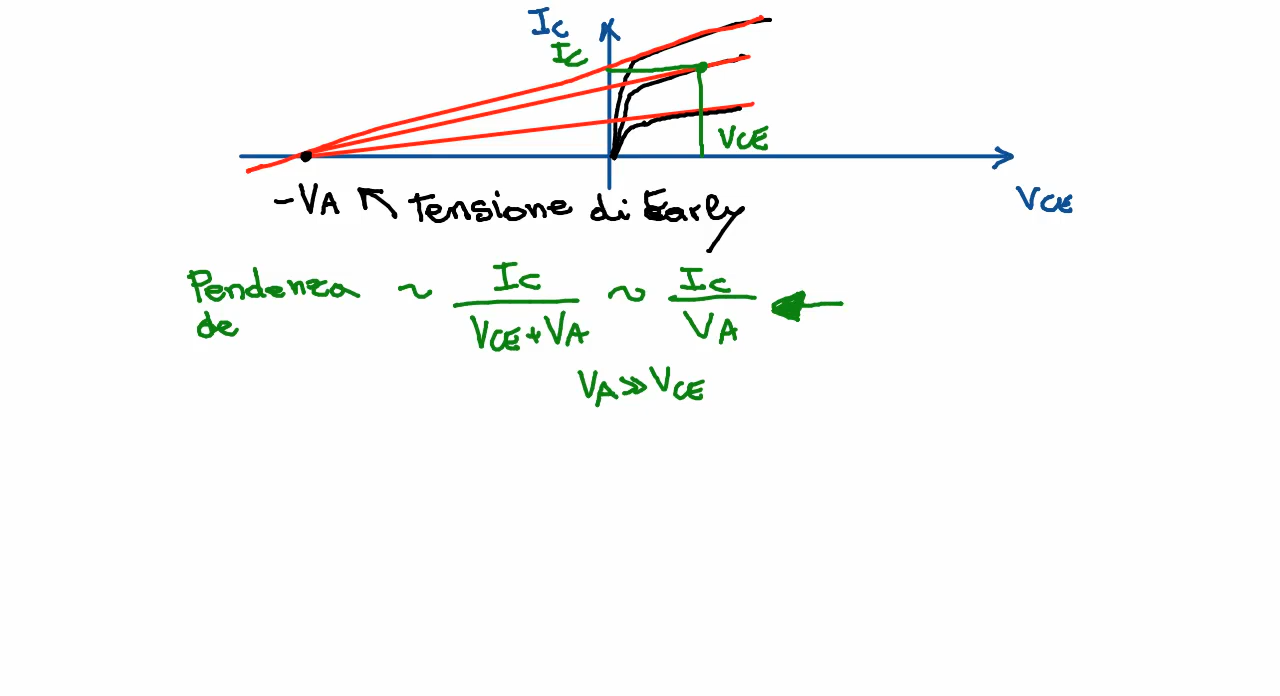 Ic
Ic
VCE
VCE
-VA ↖ Tensione di Early
Pendenza ~ Ic / VCE+VA ~ Ic / VA ←
de
VA >> VCE